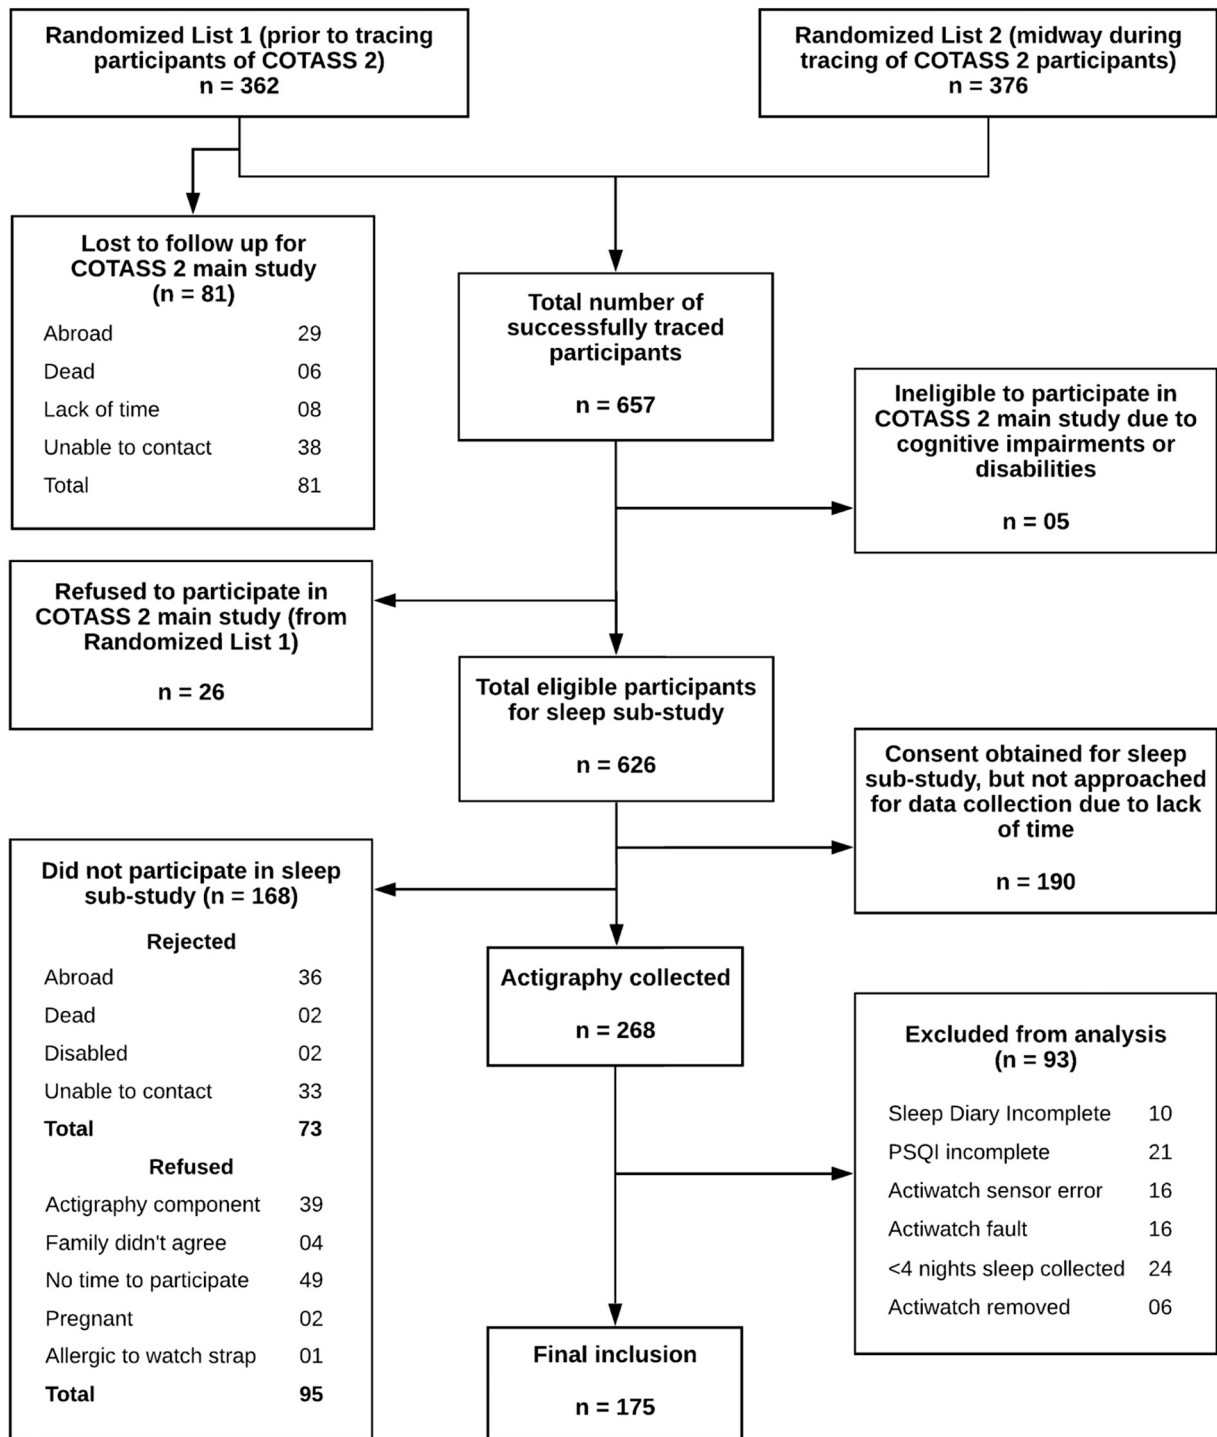 Randomized List 1 (prior to tracing
participants of COTASS 2)
n = 362
Randomized List 2 (midway during
tracing of COTASS 2 participants)
n = 376
Lost to follow up for
COTASS 2 main study
(n = 81)
Abroad 29
Dead 06
Lack of time 08
Unable to contact 38
Total 81
Total number of
successfully traced
participants
n = 657
Ineligible to participate in
COTASS 2 main study due to
cognitive impairments or
disabilities
n = 05
Refused to participate in
COTASS 2 main study (from
Randomized List 1)
n = 26
Total eligible participants
for sleep sub-study
n = 626
Consent obtained for sleep
sub-study, but not approached
for data collection due to lack
of time
n = 190
Did not participate in sleep
sub-study (n = 168)
Rejected
Abroad 36
Dead 02
Disabled 02
Unable to contact 33
Total 73
Refused
Actigraphy component 39
Family didn't agree 04
No time to participate 49
Pregnant 02
Allergic to watch strap 01
Total 95
Actigraphy collected
n = 268
Excluded from analysis
(n = 93)
Sleep Diary Incomplete 10
PSQI incomplete 21
Actiwatch sensor error 16
Actiwatch fault 16
<4 nights sleep collected 24
Actiwatch removed 06
Final inclusion
n = 175